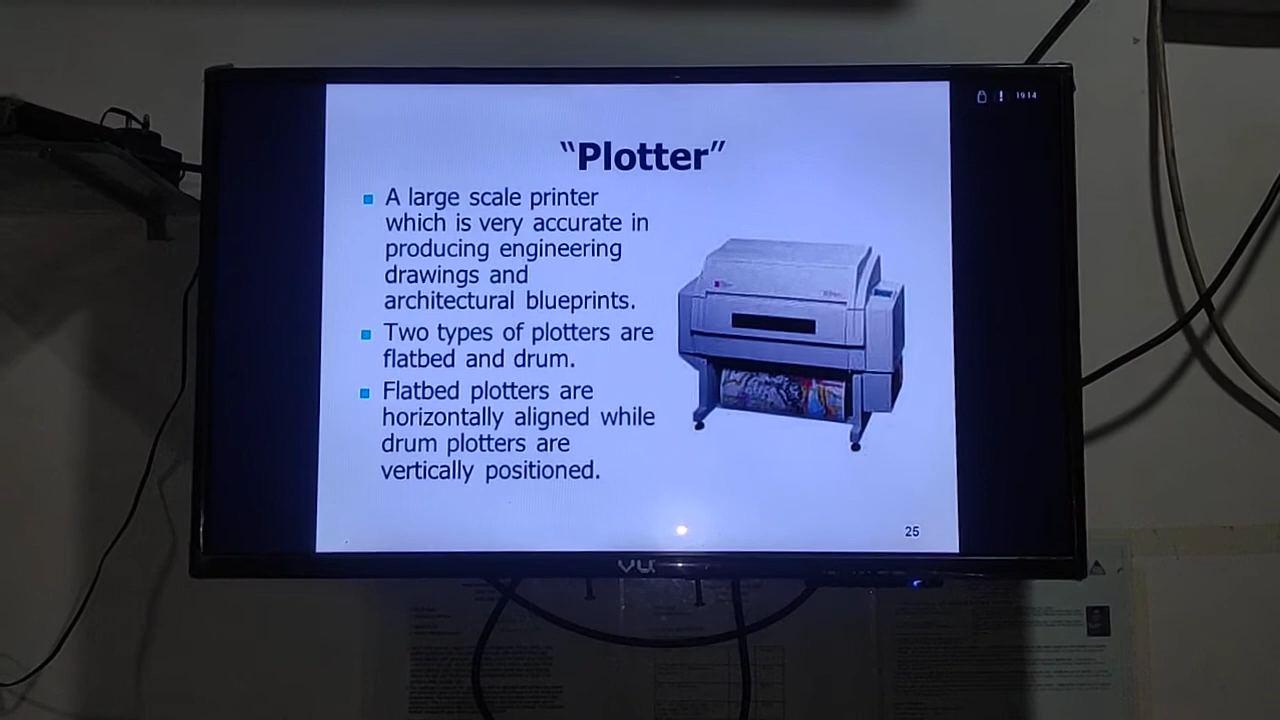 19:14
“Plotter”
A large scale printer
which is very accurate in
producing engineering
drawings and
architectural blueprints.
Two types of plotters are
flatbed and drum.
Flatbed plotters are
horizontally aligned while
drum plotters are
vertically positioned.
25
VU